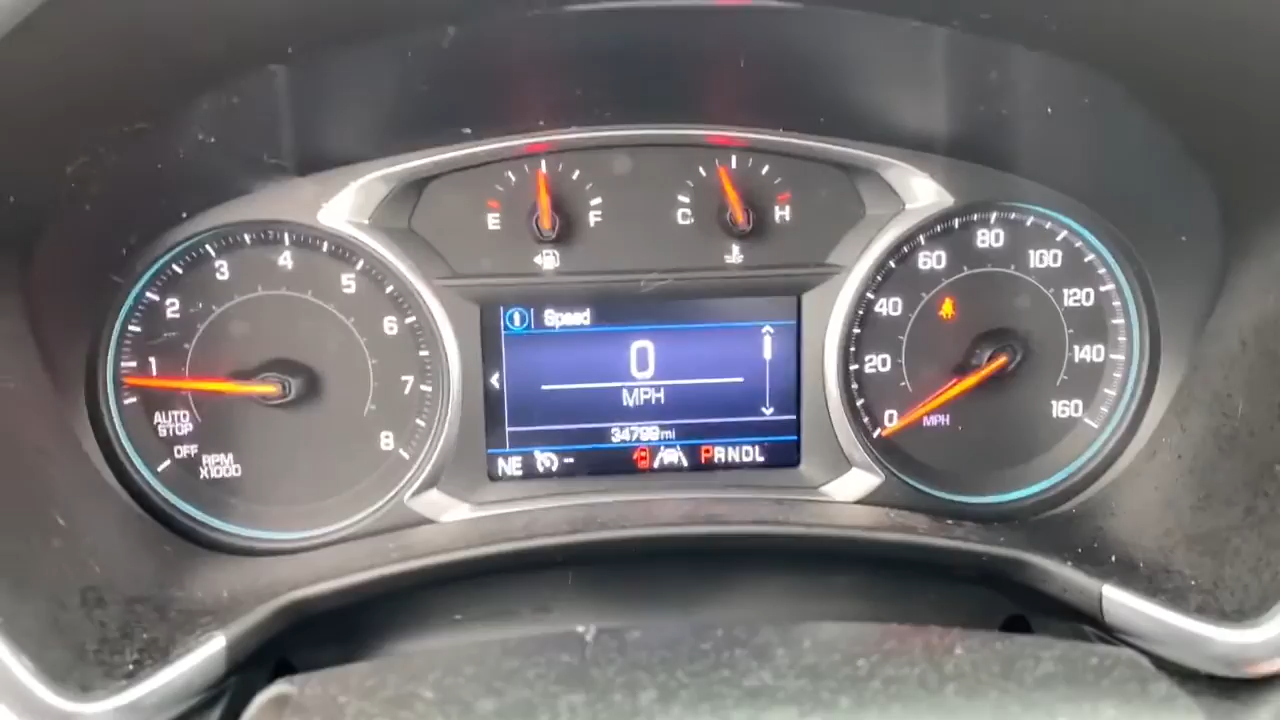 E F
C H
1 2 3 4 5 6 7 8
AUTO
STOP
OFF
RPM
X1000
Speed
0
MPH
34799mi
NE --
PRNDL
0 20 40 60 80 100 120 140 160
MPH